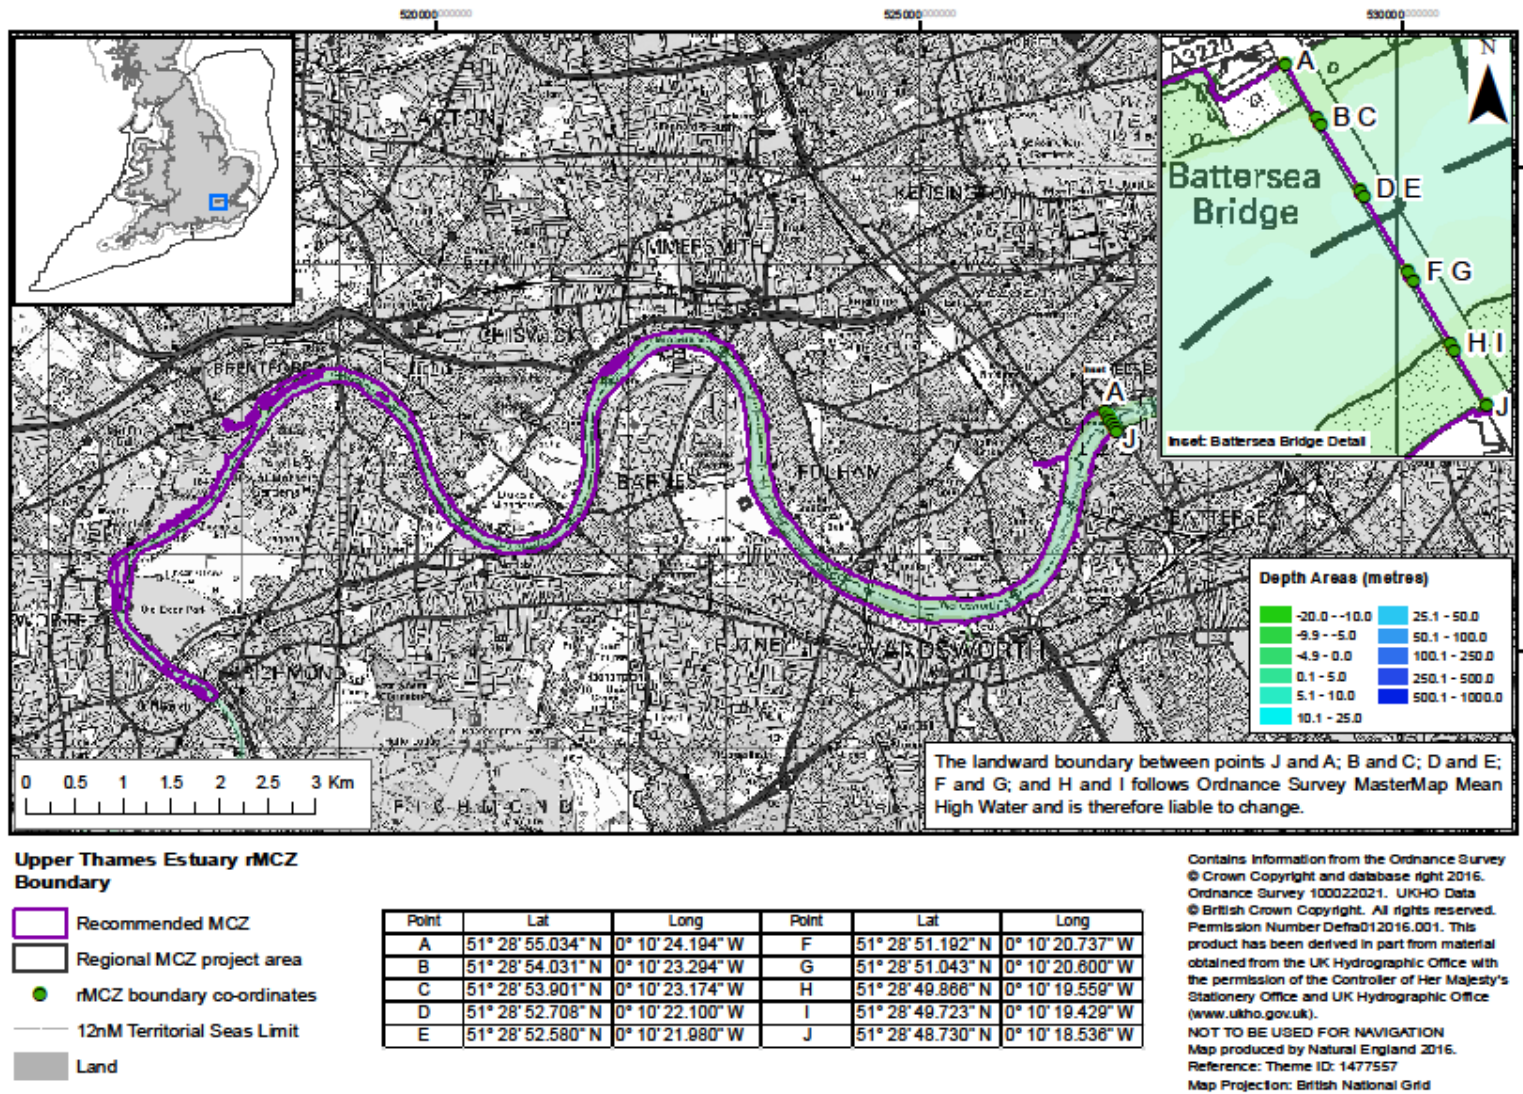 520000000000
525000000000
530000000000
A9220
N
A
B C
Battersea
Bridge
D E
F G
H I
J
Inset: Battersea Bridge Detail
ACTON
KENSINGTON
HAMMERSMITH
CHISWICK
BRENTFORD
Inset
A
J
BARNES
FULHAM
BATTERSEA
Old Deer Park
Wandsworth
PUTNEY
WANDSWORTH
RICHMOND
RICHMOND
Depth Areas (metres)
-20.0 - -10.0
-9.9 - -5.0
-4.9 - 0.0
0.1 - 5.0
5.1 - 10.0
10.1 - 25.0
25.1 - 50.0
50.1 - 100.0
100.1 - 250.0
250.1 - 500.0
500.1 - 1000.0
The landward boundary between points J and A; B and C; D and E;
F and G; and H and I follows Ordnance Survey MasterMap Mean
High Water and is therefore liable to change.
0 0.5 1 1.5 2 3 Km
Upper Thames Estuary rMCZ
Boundary
Recommended MCZ
Regional MCZ project area
rMCZ boundary co-ordinates
12nM Territorial Seas Limit
Land
Point Lat Long Point Lat Long
A 51° 28' 55.034" N 0° 10' 24.194" W F 51° 28' 51.192" N 0° 10' 20.737" W
B 51° 28' 54.031" N 0° 10' 23.294" W G 51° 28' 51.043" N 0° 10' 20.600" W
C 51° 28' 53.901" N 0° 10' 23.174" W H 51° 28' 49.866" N 0° 10' 19.559" W
D 51° 28' 52.708" N 0° 10' 22.100" W I 51° 28' 49.723" N 0° 10' 19.429" W
E 51° 28' 52.580" N 0° 10' 21.980" W J 51° 28' 48.730" N 0° 10' 18.536" W
Contains information from the Ordnance Survey
© Crown Copyright and database right 2016.
Ordnance Survey 100022021. UKHO Data
© British Crown Copyright. All rights reserved.
Permission Number Defra012016.001. This
product has been derived in part from material
obtained from the UK Hydrographic Office with
the permission of the Controller of Her Majesty's
Stationery Office and UK Hydrographic Office
(www.ukho.gov.uk).
NOT TO BE USED FOR NAVIGATION
Map produced by Natural England 2016.
Reference: Theme ID: 1477557
Map Projection: British National Grid